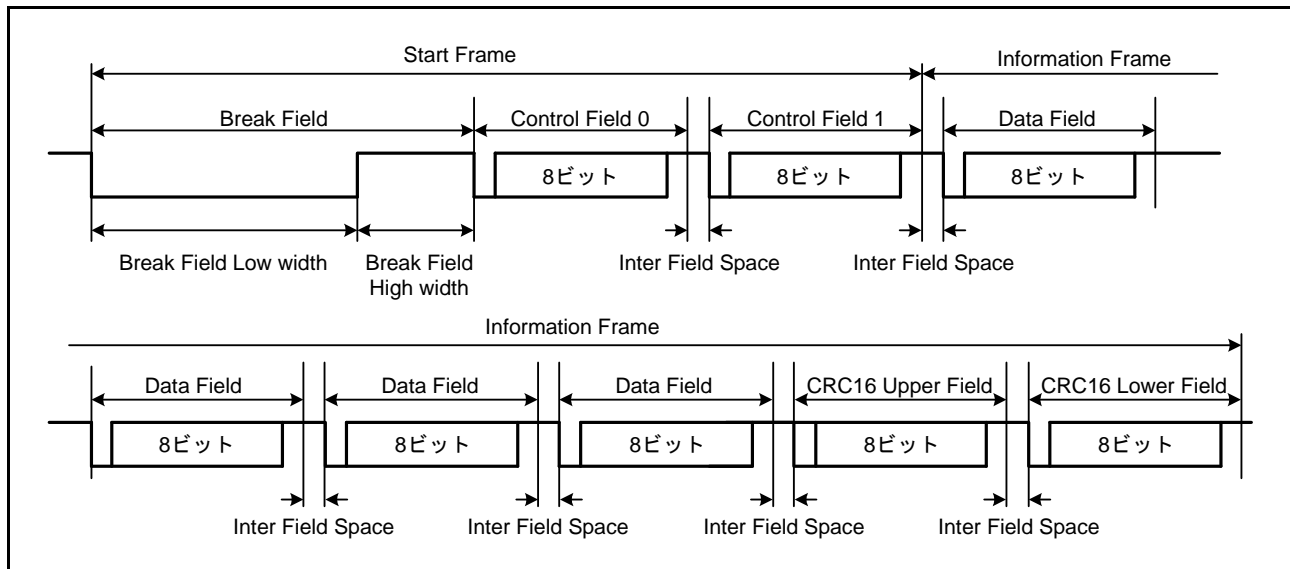 Start Frame
Information Frame
Break Field
Control Field 0
Control Field 1
Data Field
8ビット
8ビット
8ビット
Break Field Low width
Break Field
High width
Inter Field Space
Inter Field Space
Information Frame
Data Field
Data Field
Data Field
CRC16 Upper Field
CRC16 Lower Field
8ビット
8ビット
8ビット
8ビット
8ビット
Inter Field Space
Inter Field Space
Inter Field Space
Inter Field Space